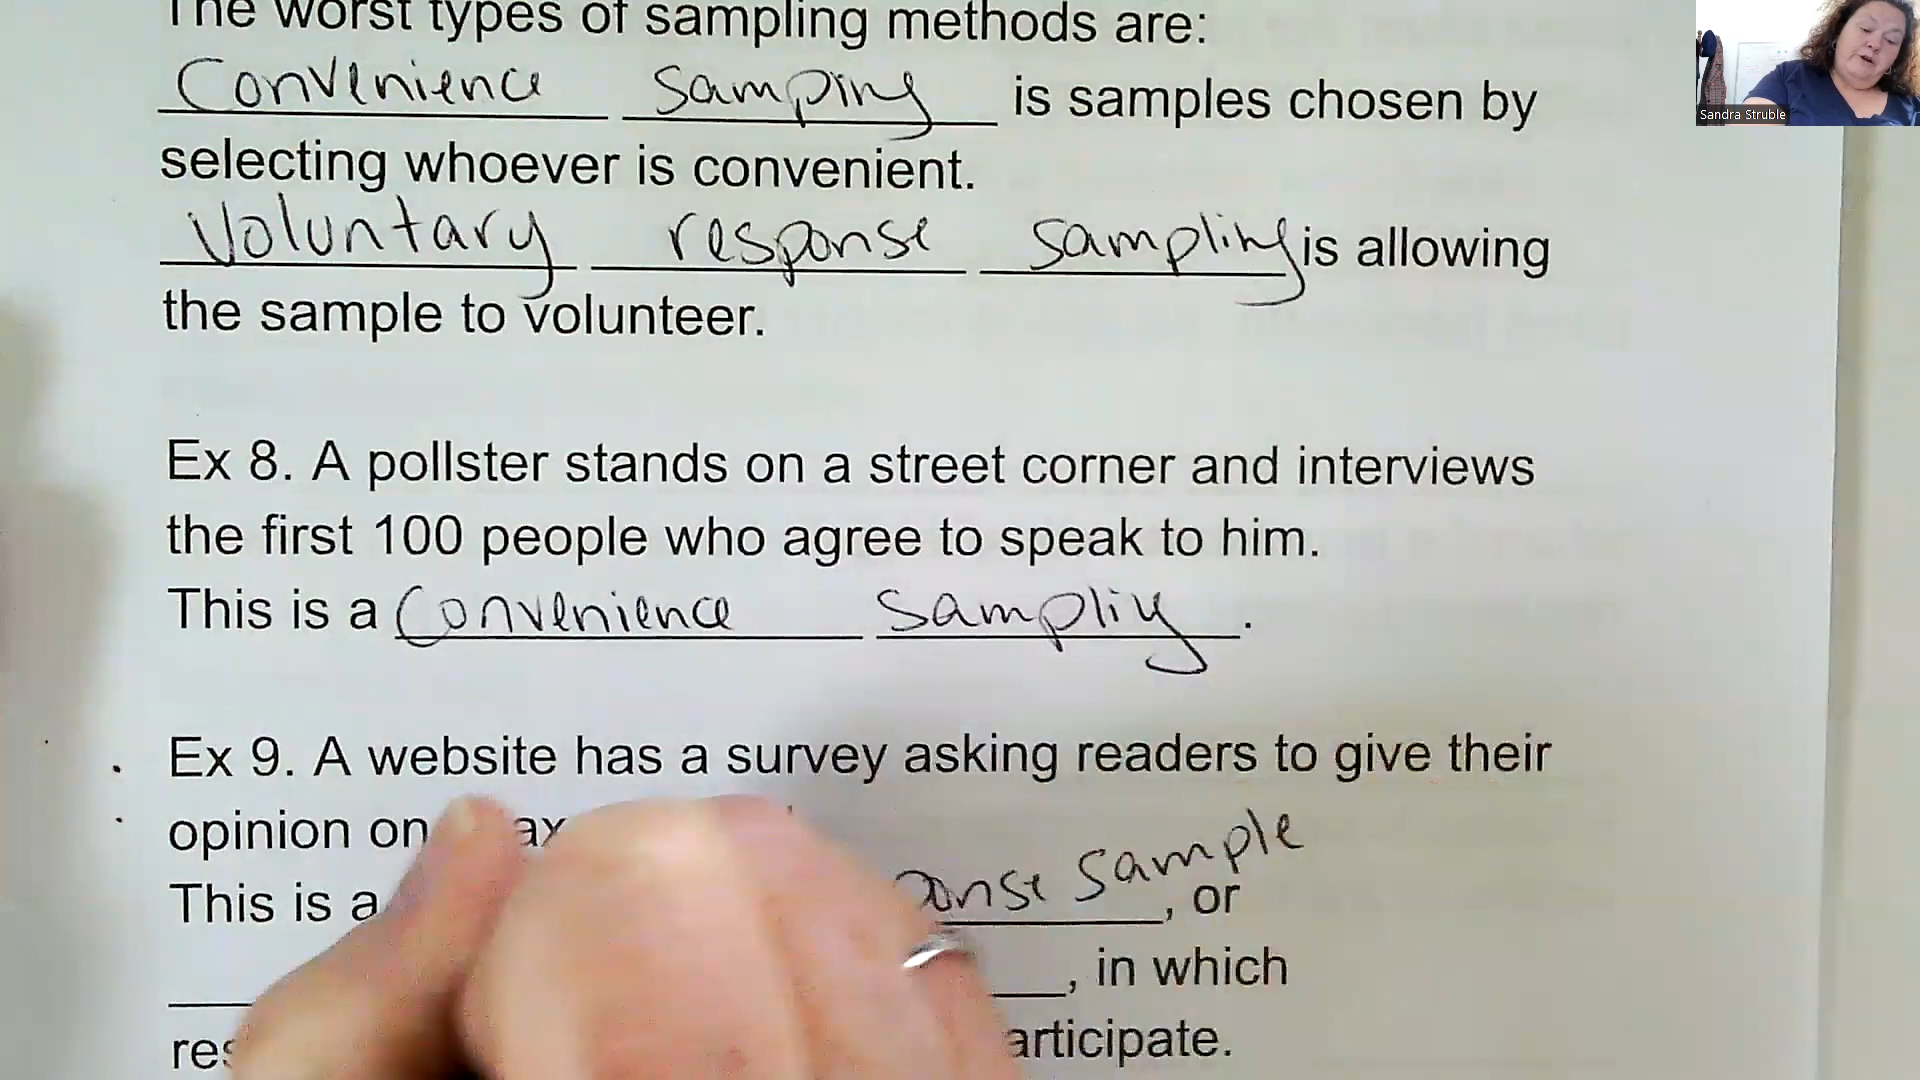 The worst types of sampling methods are:
Convenience samping is samples chosen by
selecting whoever is convenient.
Voluntary response sampling is allowing
the sample to volunteer.
Ex 8. A pollster stands on a street corner and interviews
the first 100 people who agree to speak to him.
This is a Convenience sampling.
Ex 9. A website has a survey asking readers to give their
opinion on
This is a sample, or
, in which
Sandra Struble